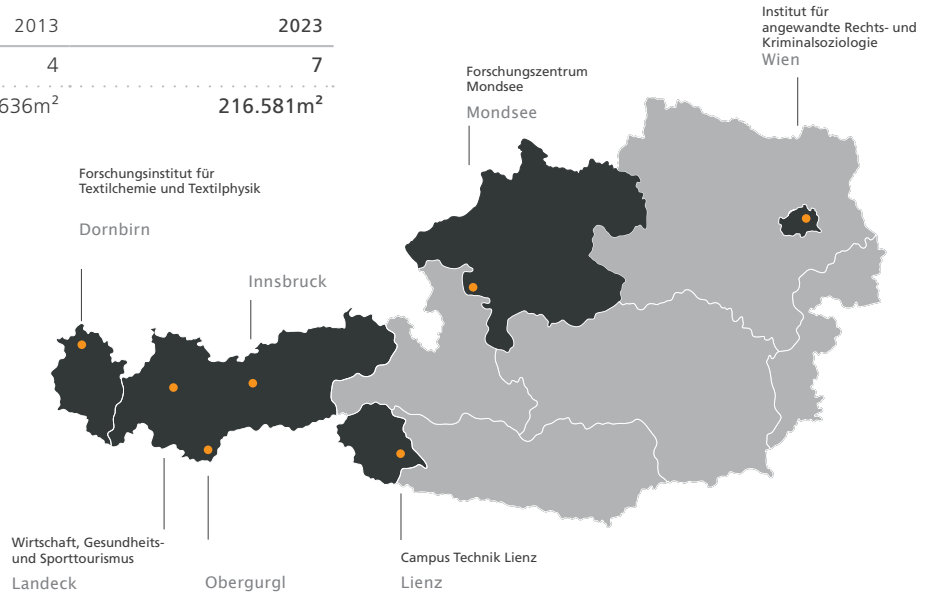 2013 2023
4 7
636m² 216.581m²
Institut für
angewandte Rechts- und
Kriminalsoziologie
Wien
Forschungszentrum
Mondsee
Mondsee
Forschungsinstitut für
Textilchemie und Textilphysik
Dornbirn
Innsbruck
Wirtschaft, Gesundheits-
und Sporttourismus
Landeck
Obergurgl
Campus Technik Lienz
Lienz